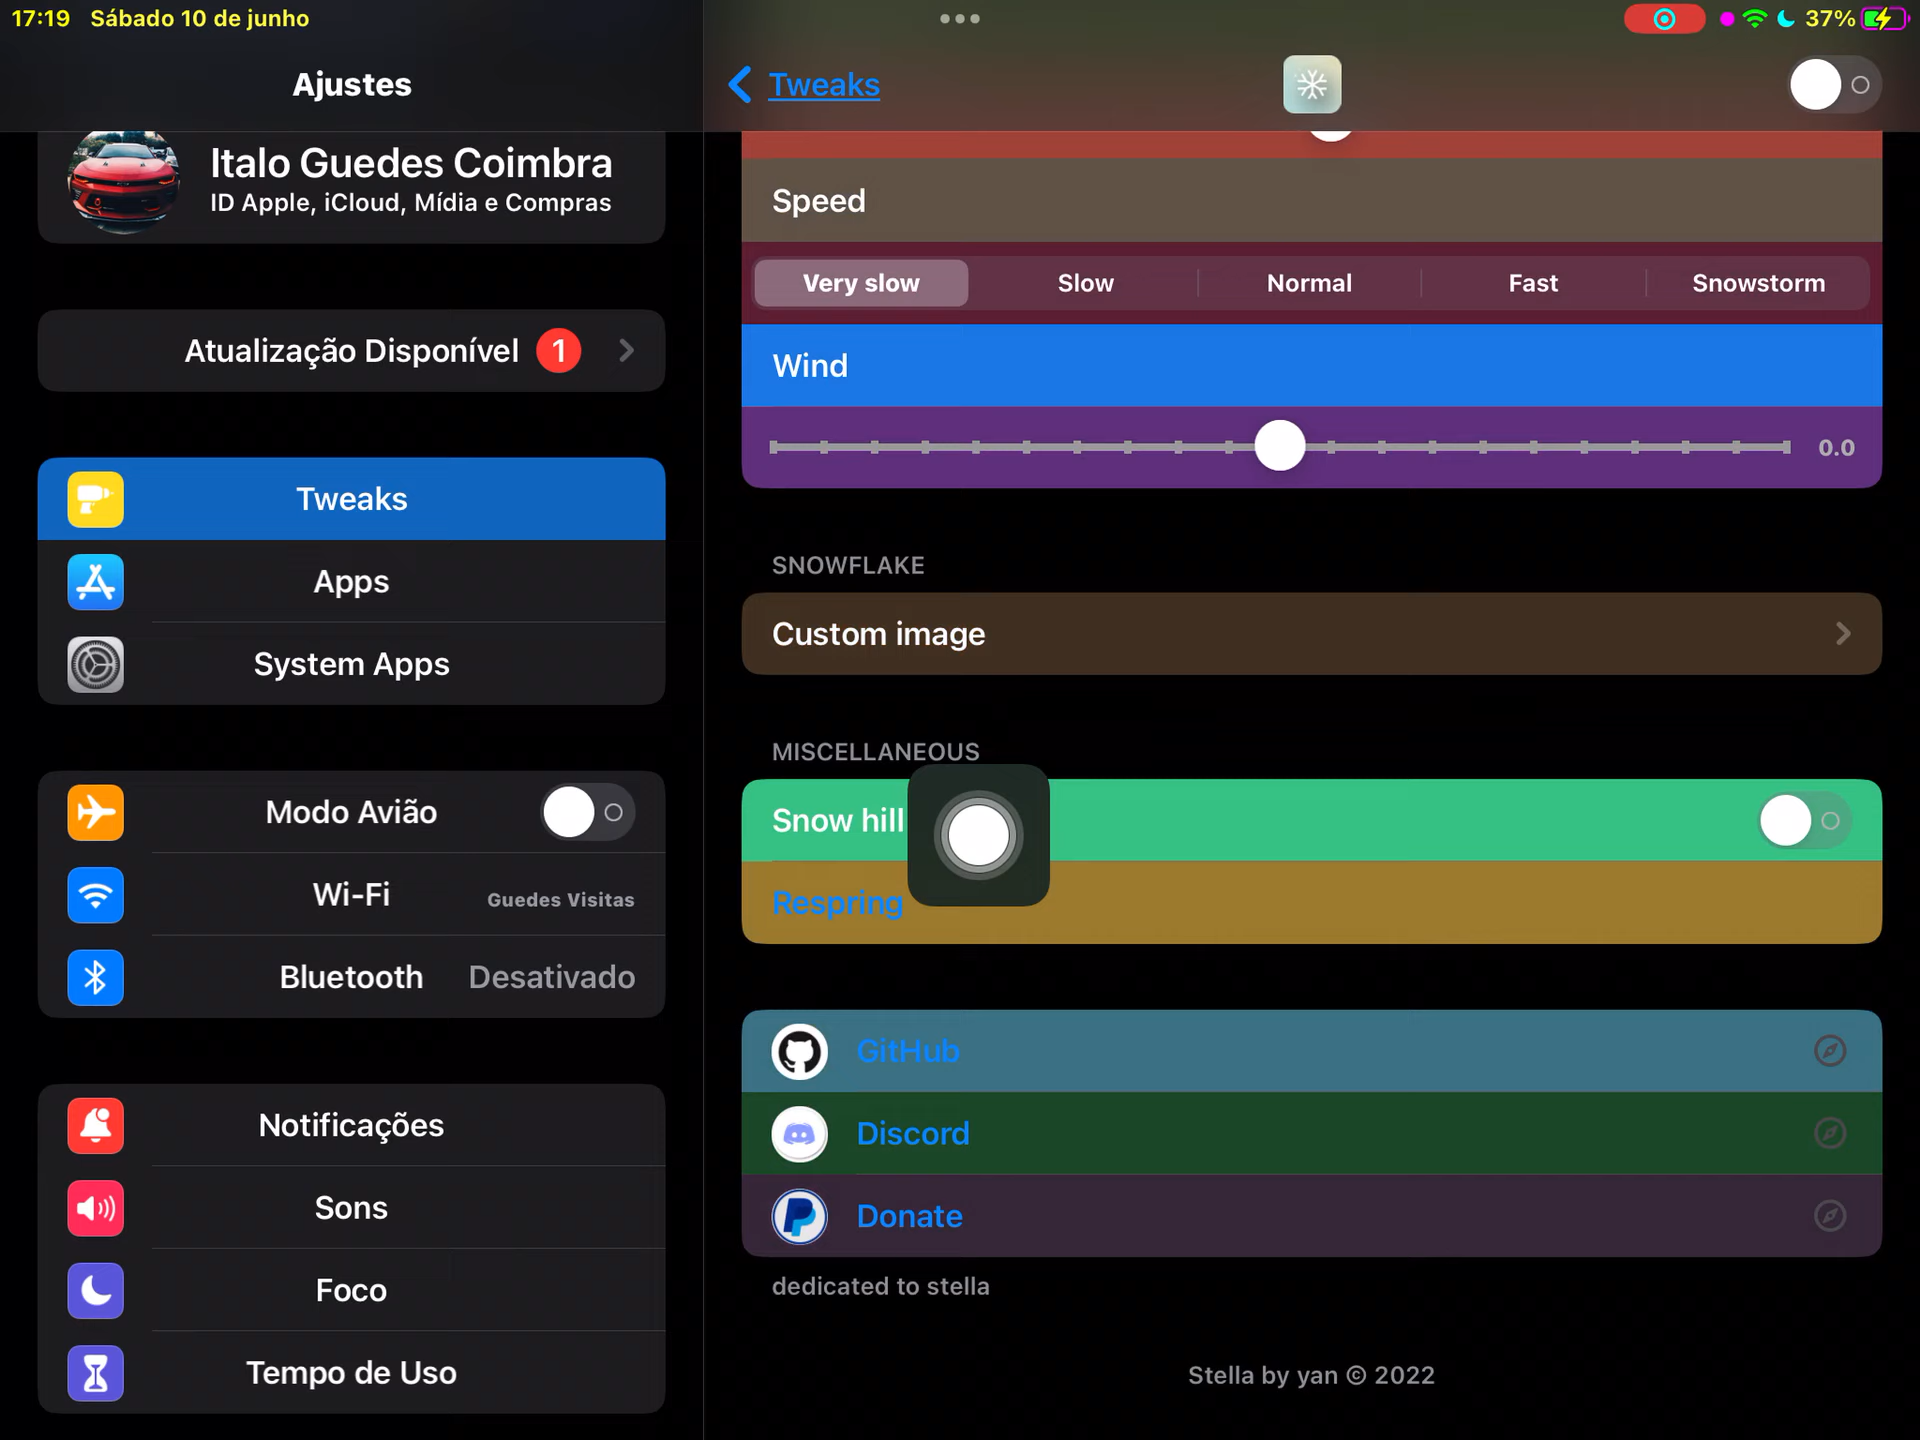 17:19 Sábado 10 de junho
37%
Ajustes
Italo Guedes Coimbra
ID Apple, iCloud, Mídia e Compras
Atualização Disponível 1
Tweaks
Apps
System Apps
Modo Avião
Wi-Fi Guedes Visitas
Bluetooth Desativado
Notificações
Sons
Foco
Tempo de Uso
Tweaks
Speed
Very slow Slow Normal Fast Snowstorm
Wind
0.0
SNOWFLAKE
Custom image
MISCELLANEOUS
Snow hill
Respring
GitHub
Discord
Donate
dedicated to stella
Stella by yan © 2022